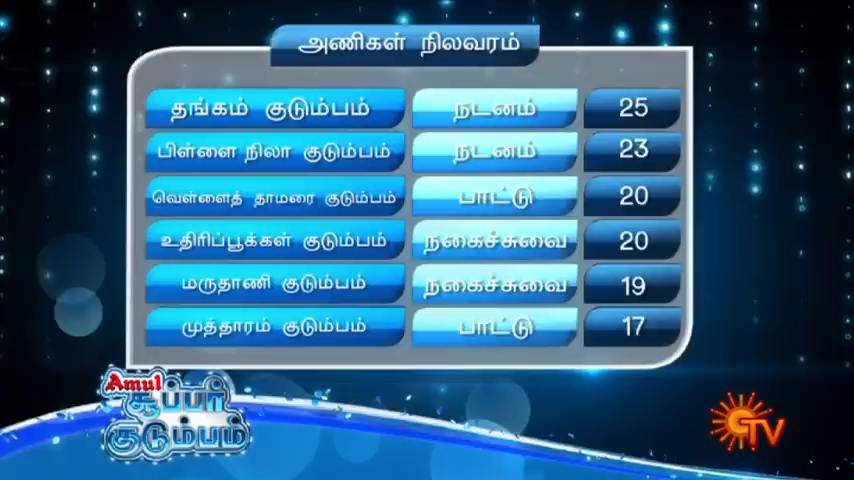 அணிகள் நிலவரம்
தங்கம் குடும்பம் நடனம் 25
பிள்ளை நிலா குடும்பம் நடனம் 23
வெள்ளைத் தாமரை குடும்பம் பாட்டு 20
உதிரிப்பூக்கள் குடும்பம் நகைச்சுவை 20
மருதாணி குடும்பம் நகைச்சுவை 19
முத்தாரம் குடும்பம் பாட்டு 17
Amul
சூப்பர்
குடும்பம்
TV